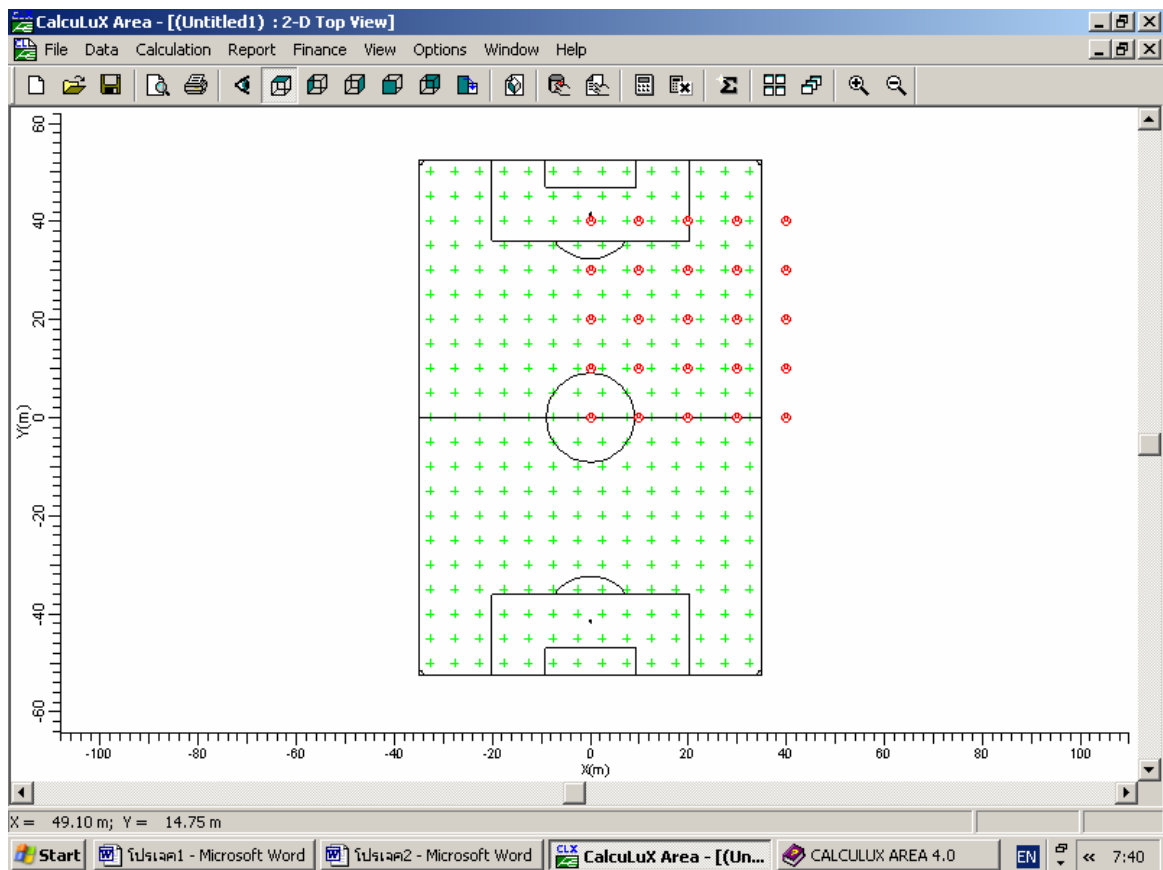 CalcuLuX Area - [(Untitled1) : 2-D Top View]
File Data Calculation Report Finance View Options Window Help
60
40
20
0
-20
-40
-60
Y(m)
-100 -80 -60 -40 -20 0 20 40 60 80 100
X(m)
X = 49.10 m; Y = 14.75 m
Start โปรเจค1 - Microsoft Word โปรเจค2 - Microsoft Word CLX CalcuLuX Area - [(Un... CALCULUX AREA 4.0 EN « 7:40